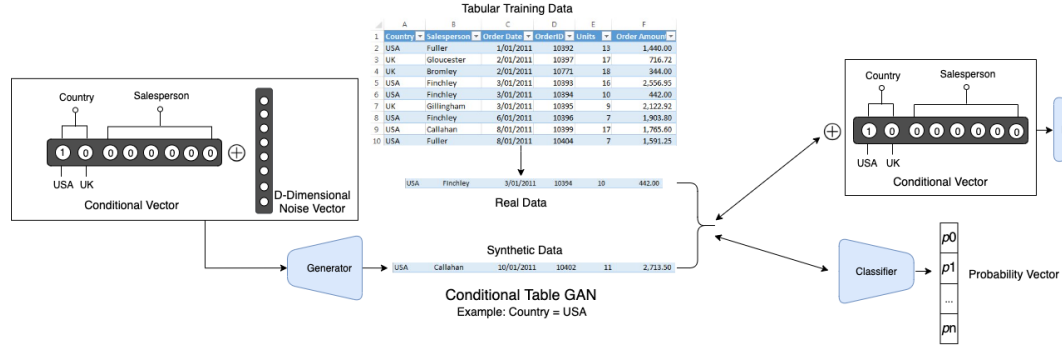 Tabular Training Data
A B C D E F
1 Country Salesperson Order Date OrderID Units Order Amount
2 USA Fuller 1/01/2011 10392 13 1,440.00
3 UK Gloucester 2/01/2011 10397 17 716.72
4 UK Bromley 2/01/2011 10771 18 344.00
5 USA Finchley 3/01/2011 10393 16 2,556.95
6 USA Finchley 3/01/2011 10394 10 442.00
7 UK Gillingham 3/01/2011 10395 9 2,122.92
8 USA Finchley 6/01/2011 10396 7 1,903.80
9 USA Callahan 8/01/2011 10399 17 1,765.60
10 USA Fuller 8/01/2011 10404 7 1,591.25
Country Salesperson
1 0 0 0 0 0 0 0
USA UK
Conditional Vector
D-Dimensional
Noise Vector
USA Finchley 3/01/2011 10394 10 442.00
Real Data
Generator
Synthetic Data
USA Callahan 10/01/2011 10402 11 2,713.50
Conditional Table GAN
Example: Country = USA
Country Salesperson
1 0 0 0 0 0 0 0
USA UK
Conditional Vector
Classifier
p0
p1
...
pn
Probability Vector